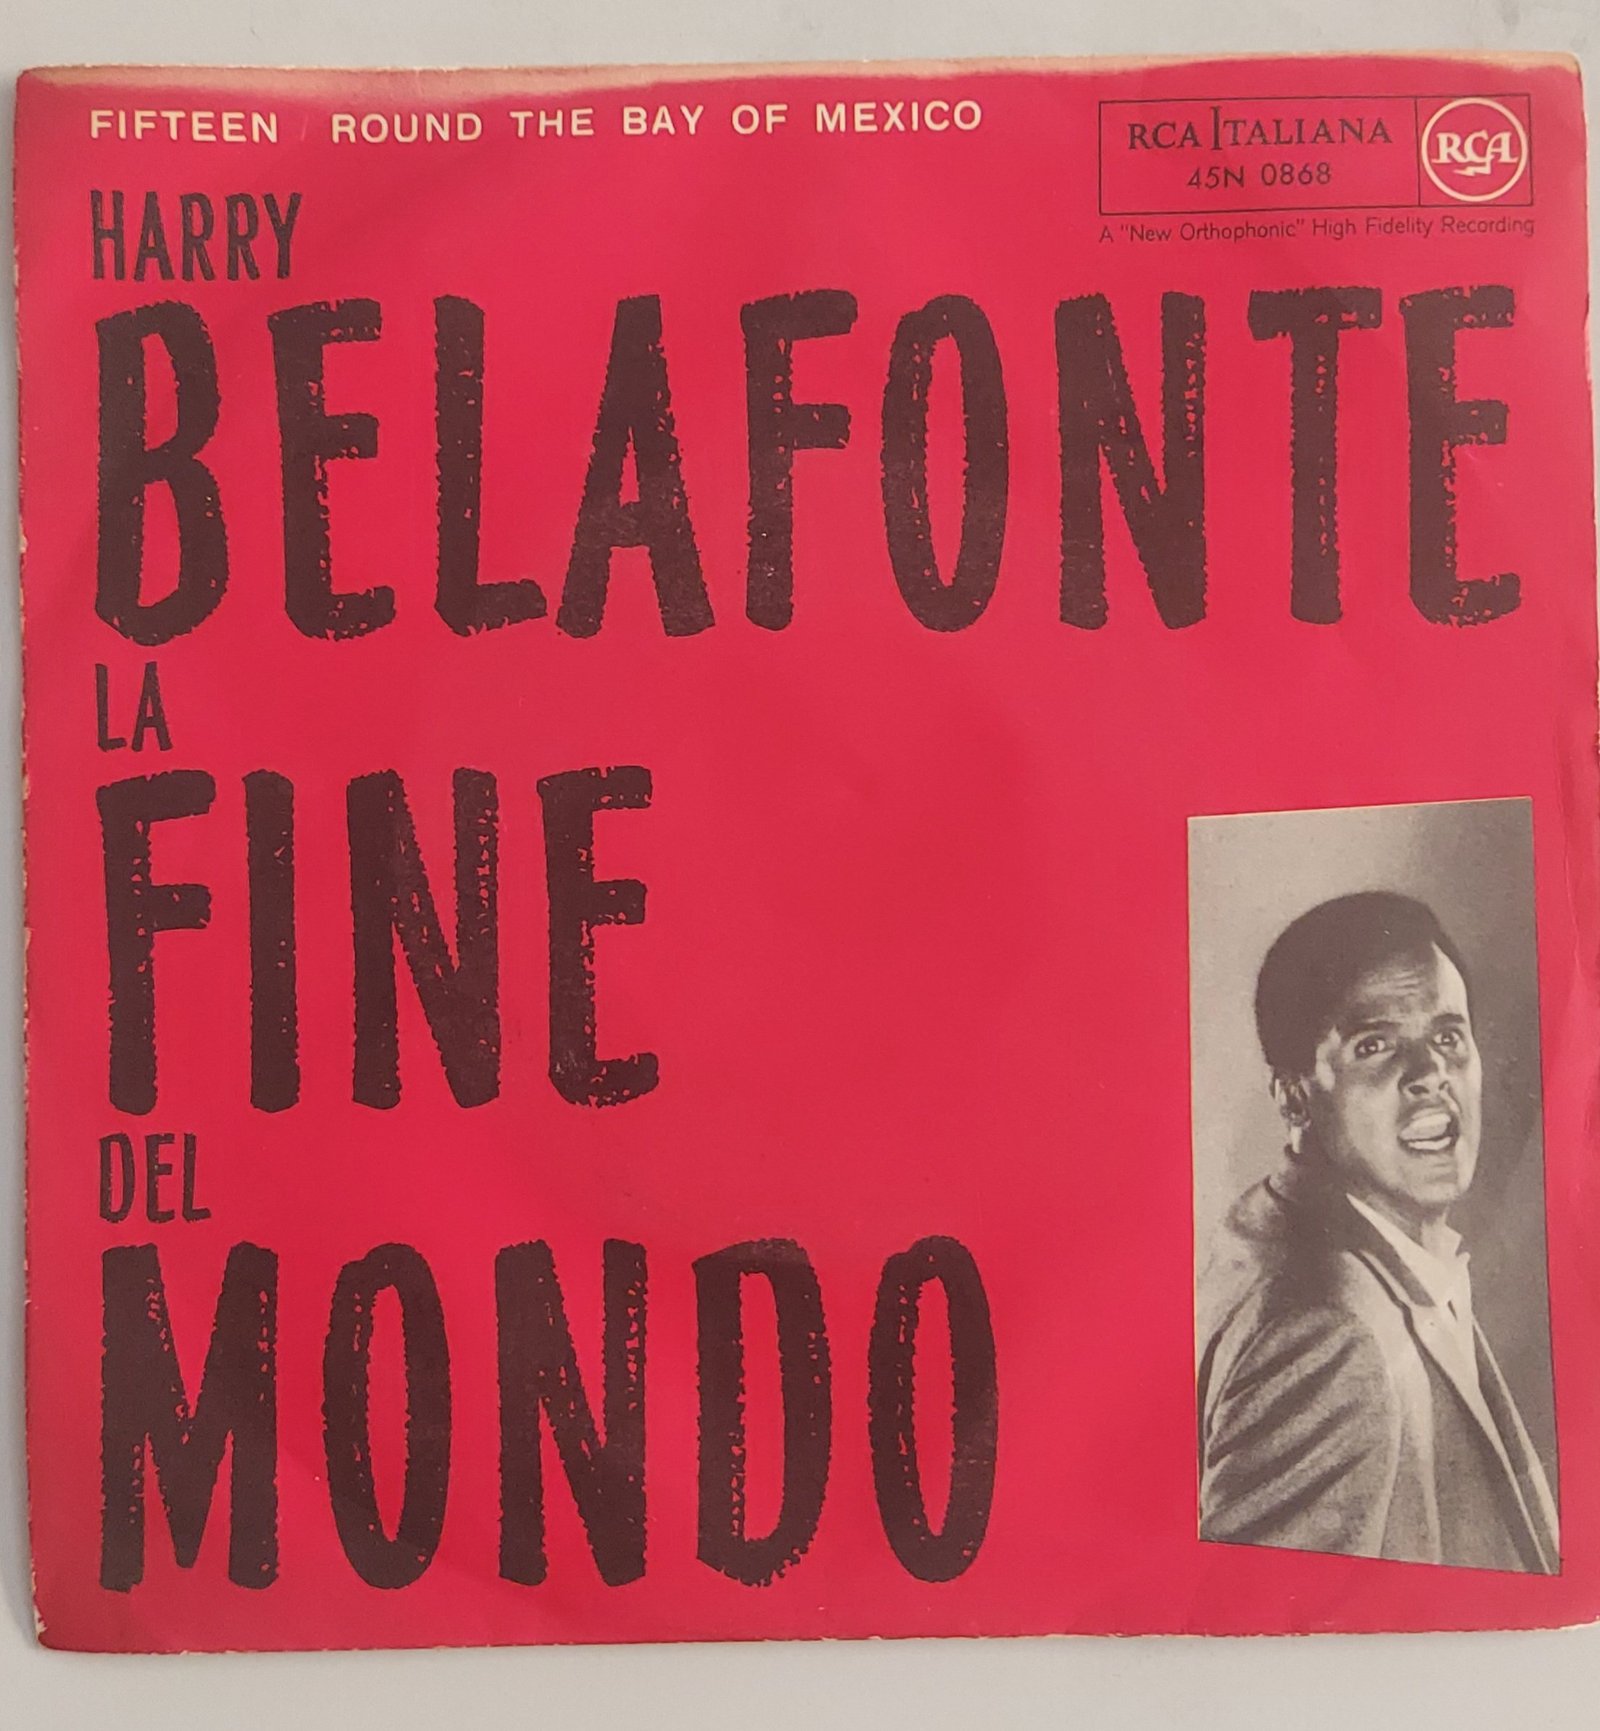 FIFTEEN ROUND THE BAY OF MEXICO
RCA ITALIANA
45N 0868
RCA
A "New Orthophonic" High Fidelity Recording
HARRY
BELAFONTE
LA
FINE
DEL
MONDO